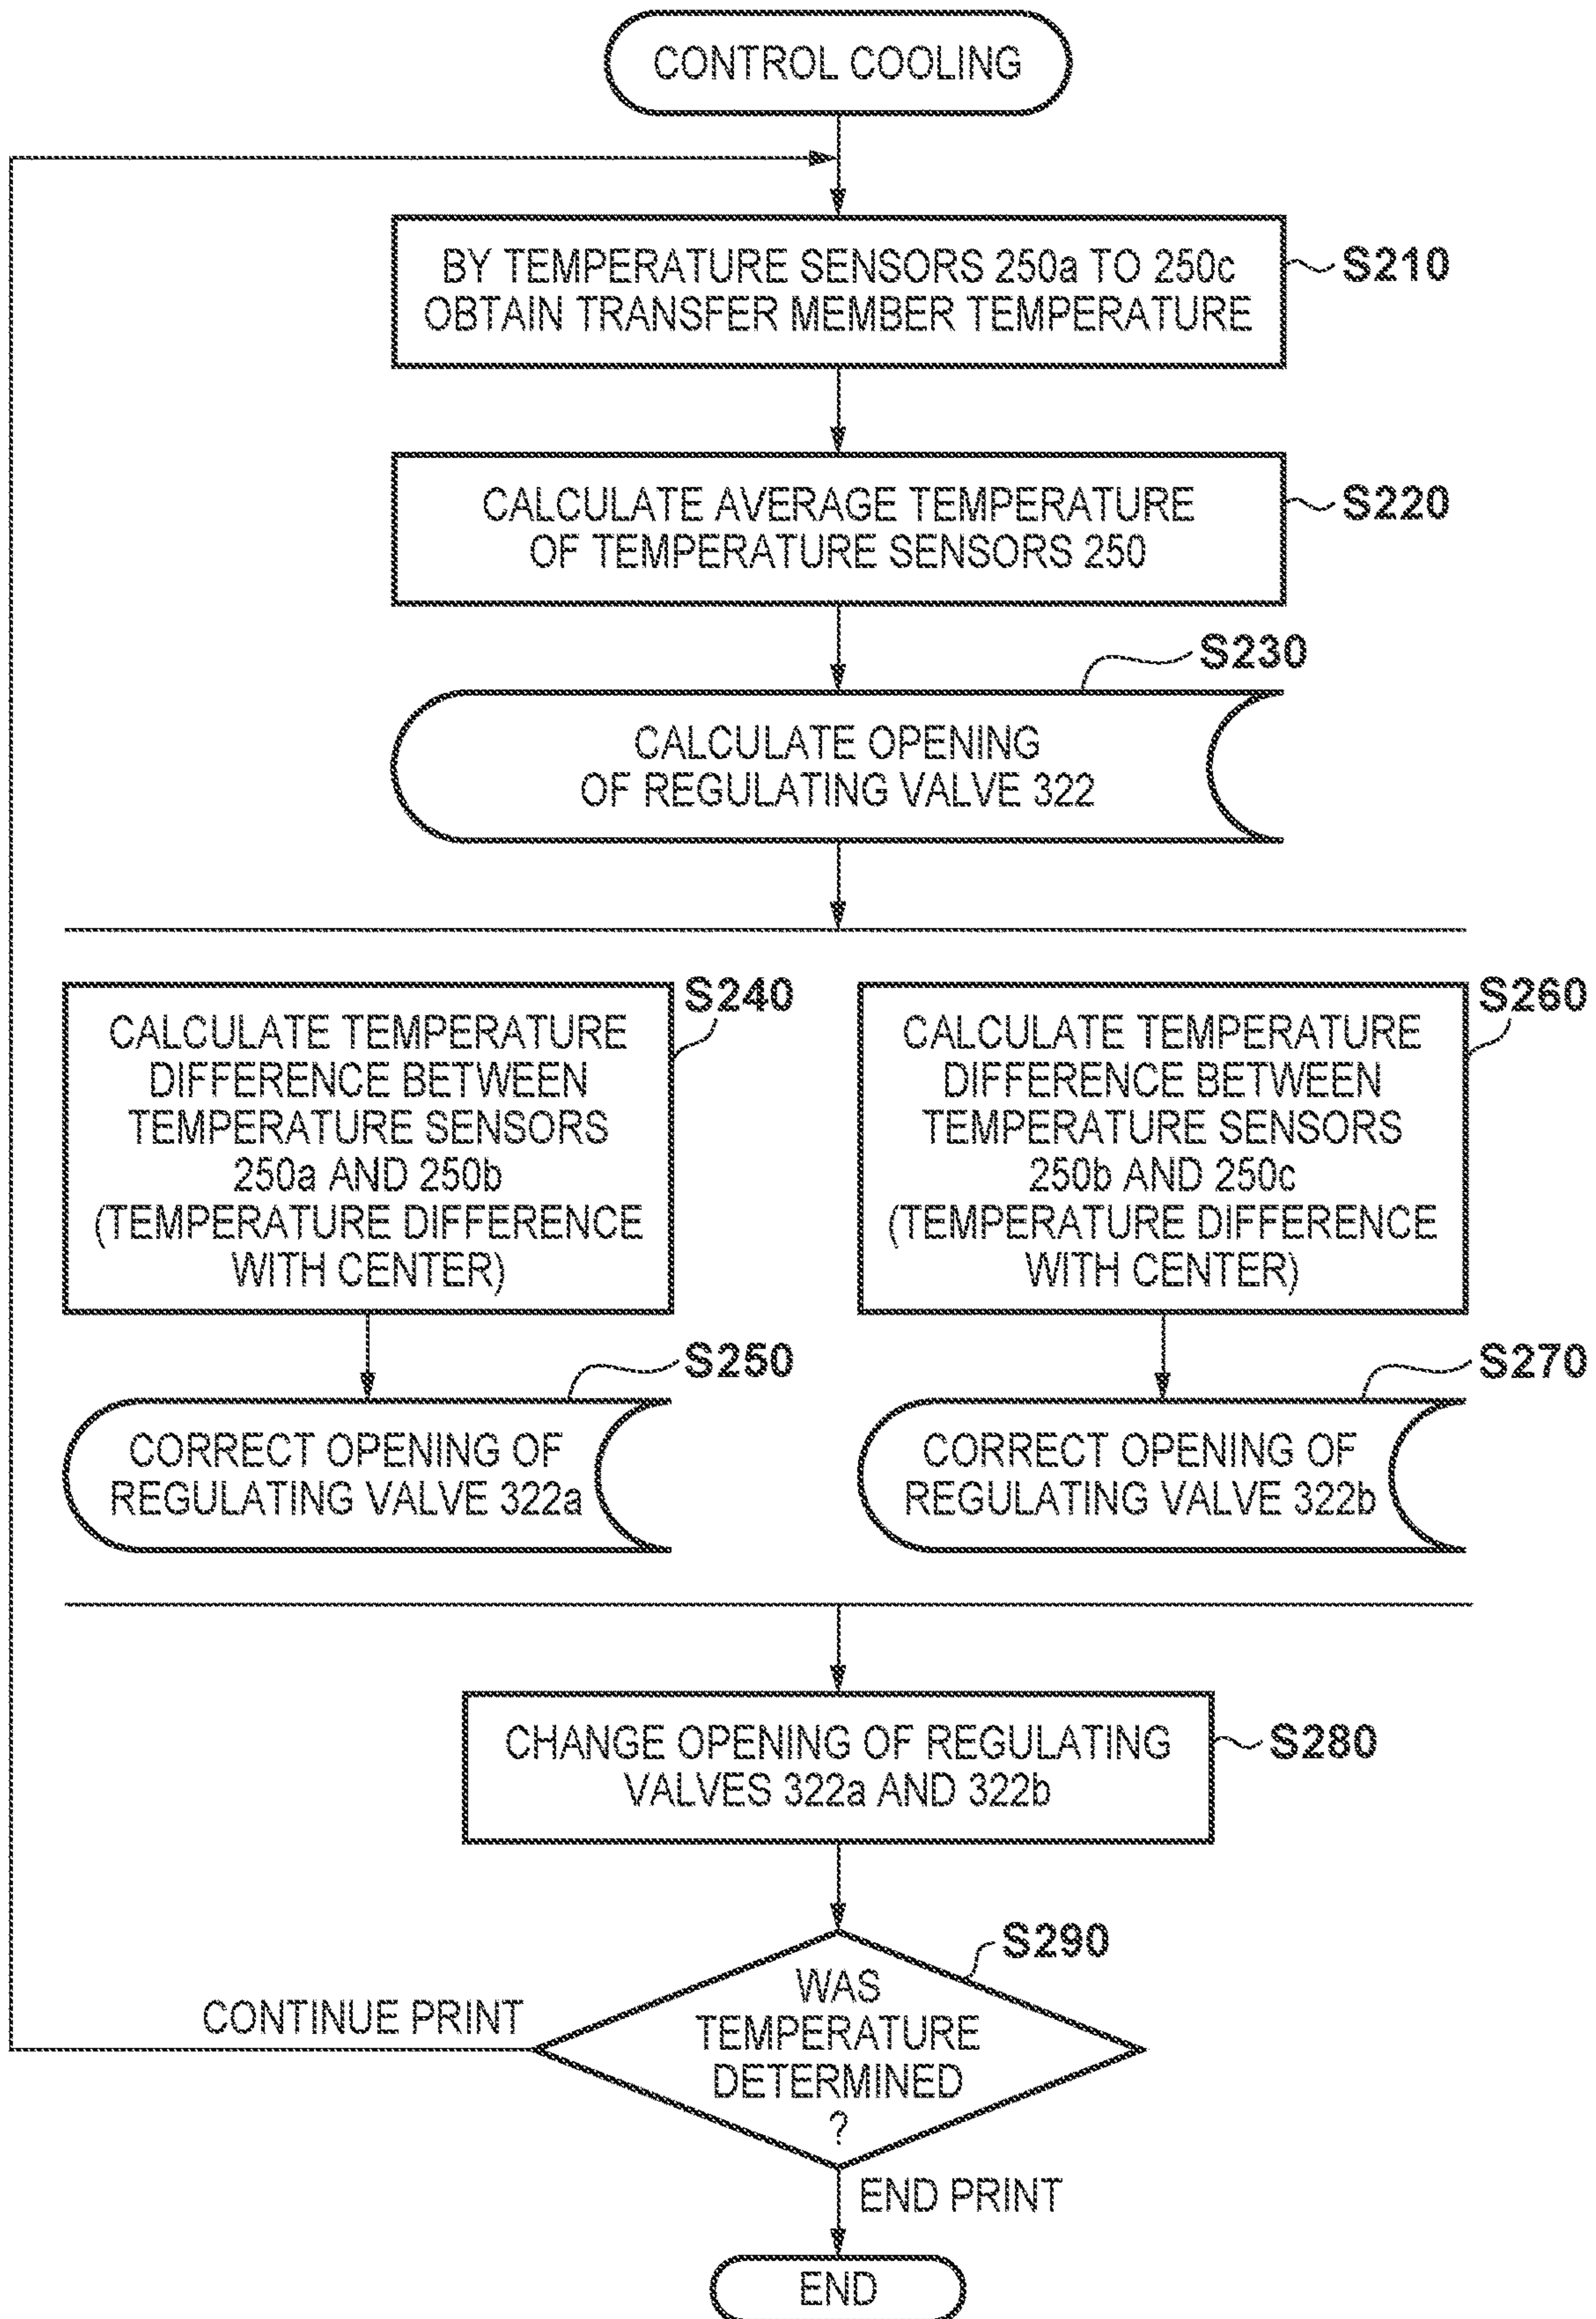 CONTROL COOLING
BY TEMPERATURE SENSORS 250a TO 250c
OBTAIN TRANSFER MEMBER TEMPERATURE
S210
CALCULATE AVERAGE TEMPERATURE
OF TEMPERATURE SENSORS 250
S220
S230
CALCULATE OPENING
OF REGULATING VALVE 322
S240
CALCULATE TEMPERATURE
DIFFERENCE BETWEEN
TEMPERATURE SENSORS
250a AND 250b
(TEMPERATURE DIFFERENCE
WITH CENTER)
S250
CORRECT OPENING OF
REGULATING VALVE 322a
S260
CALCULATE TEMPERATURE
DIFFERENCE BETWEEN
TEMPERATURE SENSORS
250b AND 250c
(TEMPERATURE DIFFERENCE
WITH CENTER)
S270
CORRECT OPENING OF
REGULATING VALVE 322b
CHANGE OPENING OF REGULATING
VALVES 322a AND 322b
S280
S290
WAS
TEMPERATURE
DETERMINED
?
CONTINUE PRINT
END PRINT
END